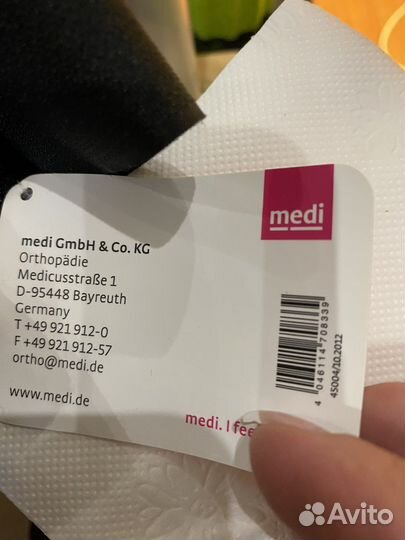 medi
medi GmbH & Co. KG
Orthopädie
Medicusstraße 1
D-95448 Bayreuth
Germany
T +49 921 912-0
F +49 921 912-57
ortho@medi.de
www.medi.de
medi. I fee
4 046114 708339
45004/10.2012
Avito